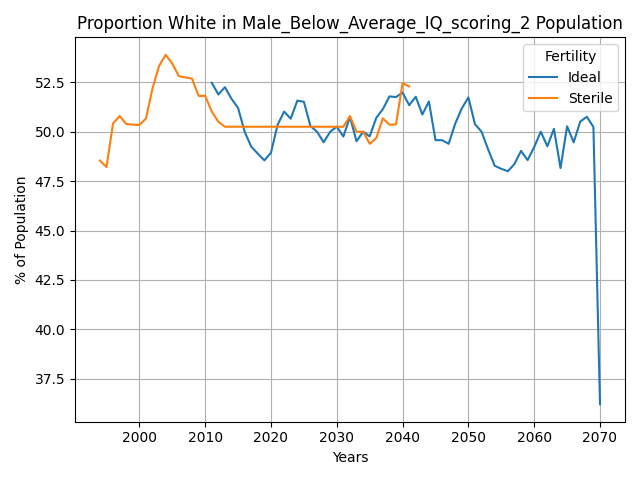 Proportion White in Male_Below_Average_IQ_scoring_2 Population
Fertility
Ideal
Sterile
% of Population
52.5
50.0
47.5
45.0
42.5
40.0
37.5
2000
2010
2020
2030
2040
2050
2060
2070
Years